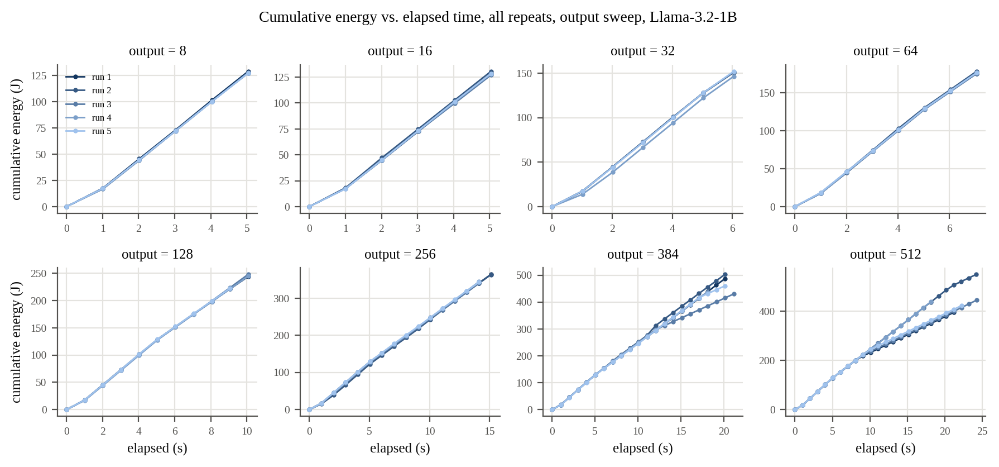 Cumulative energy vs. elapsed time, all repeats, output sweep, Llama-3.2-1B
output = 8
output = 16
output = 32
output = 64
cumulative energy (J)
125
100
75
50
25
0
run 1
run 2
run 3
run 4
run 5
0 1 2 3 4 5
125
100
75
50
25
0
0 1 2 3 4 5
150
100
50
0
0 2 4 6
150
100
50
0
0 2 4 6
output = 128
output = 256
output = 384
output = 512
cumulative energy (J)
250
200
150
100
50
0
0 2 4 6 8 10
elapsed (s)
300
200
100
0
0 5 10 15
elapsed (s)
500
400
300
200
100
0
0 5 10 15 20
elapsed (s)
400
200
0
0 5 10 15 20 25
elapsed (s)